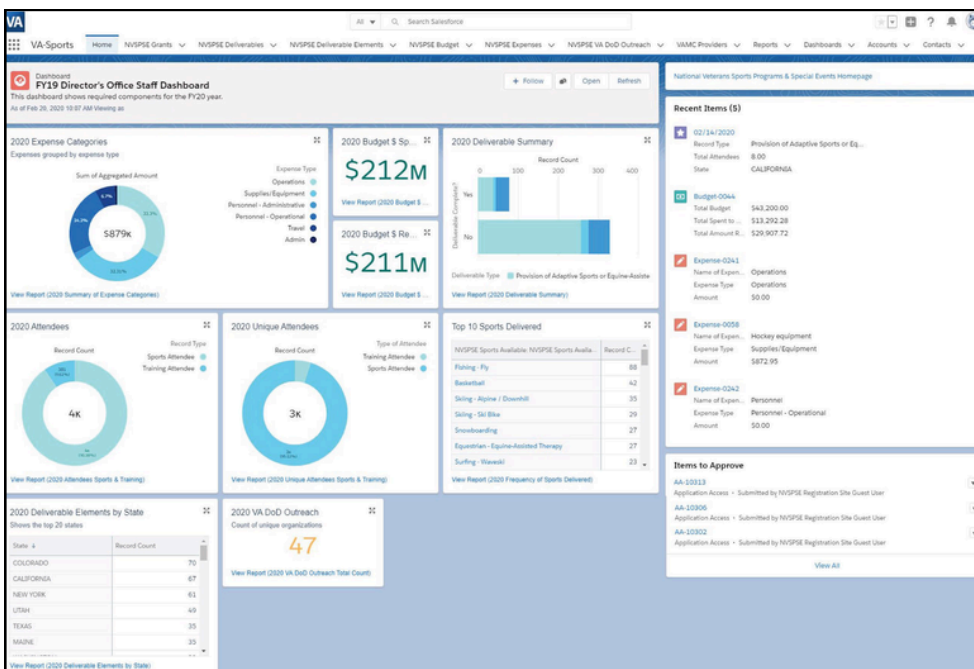 VA
All
Search Salesforce
VA-Sports
Home
NVSPSE Grants
NVSPSE Deliverables
NVSPSE Deliverable Elements
NVSPSE Budget
NVSPSE Expenses
NVSPSE VA DoD Outreach
VAMC Providers
Reports
Dashboards
Accounts
Contacts
Dashboard
FY19 Director's Office Staff Dashboard
This dashboard shows required components for the FY20 year.
As of Feb 20, 2020 10:07 AM Viewing as
+ Follow
Open
Refresh
2020 Expense Categories
Expenses grouped by expense type
Sum of Aggregated Amount
$879K
Expense Type
Operations
Supplies/Equipment
Personnel - Administrative
Personnel - Operational
Travel
Admin
View Report (2020 Summary of Expense Categories)
2020 Budget $ Sp...
$212M
View Report (2020 Budget $ ...
2020 Budget $ Re...
$211M
View Report (2020 Budget $ ...
2020 Deliverable Summary
Record Count
0 100 200 300 400
Deliverable Complete?
Yes
No
Deliverable Type
Provision of Adaptive Sports or Equine-Assiste
View Report (2020 Deliverable Summary)
2020 Attendees
Record Count
Record Type
Sports Attendee
Training Attendee
4K
View Report (2020 Attendees Sports & Training)
2020 Unique Attendees
Record Count
Type of Attendee
Training Attendee
Sports Attendee
3K
View Report (2020 Unique Attendees Sports & Training)
Top 10 Sports Delivered
NVSPSE Sports Available: NVSPSE Sports Availa... Record C...
Fishing - Fly 88
Basketball 42
Skiing - Alpine / Downhill 35
Skiing - Ski Bike 29
Snowboarding 27
Equestrian - Equine-Assisted Therapy 27
Surfing - Waveski 23
View Report (2020 Frequency of Sports Delivered)
2020 Deliverable Elements by State
Shows the top 20 states
State ↓ Record Count
COLORADO 70
CALIFORNIA 67
NEW YORK 61
UTAH 49
TEXAS 35
MAINE 35
View Report (2020 Deliverable Elements by State)
2020 VA DoD Outreach
Count of unique organizations
47
View Report (2020 VA DoD Outreach Total Count)
National Veterans Sports Programs & Special Events Homepage
Recent Items (5)
02/14/2020
Record Type Provision of Adaptive Sports or Eq...
Total Attendees 8.00
State CALIFORNIA
Budget-0044
Total Budget $43,200.00
Total Spent to ... $13,292.28
Total Amount R... $29,907.72
Expense-0241
Name of Expen... Operations
Expense Type Operations
Amount $0.00
Expense-0058
Name of Expen... Hockey equipment
Expense Type Supplies/Equipment
Amount $872.95
Expense-0242
Name of Expen... Personnel
Expense Type Personnel - Operational
Amount $0.00
Items to Approve
AA-10313
Application Access • Submitted by NVSPSE Registration Site Guest User
AA-10306
Application Access • Submitted by NVSPSE Registration Site Guest User
AA-10302
Application Access • Submitted by NVSPSE Registration Site Guest User
View All